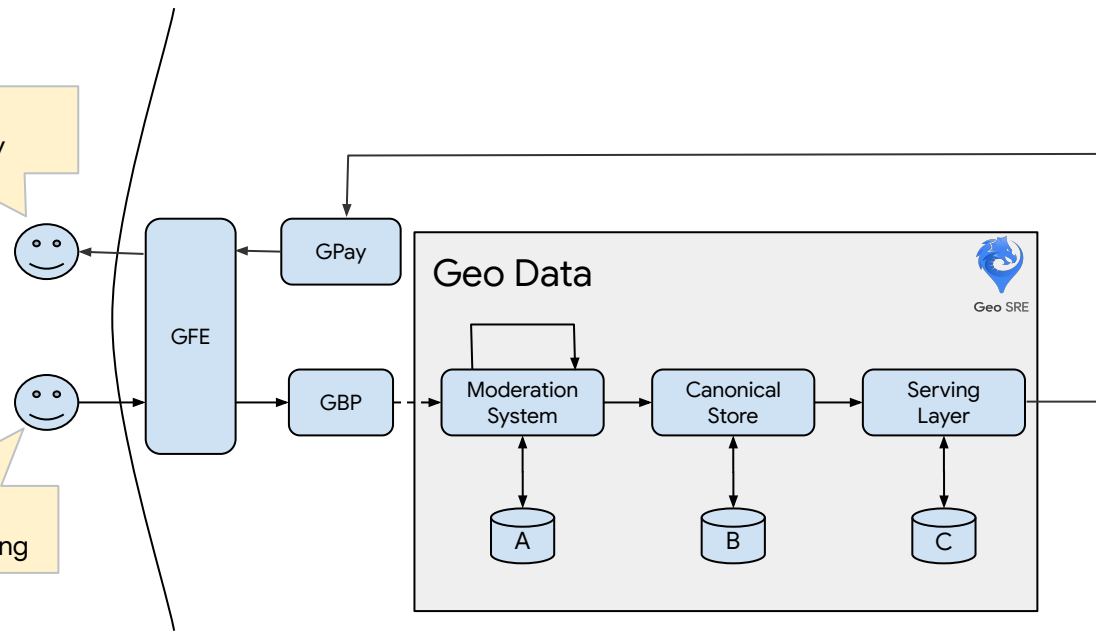 GPay
Geo Data
Geo SRE
GFE
GBP
Moderation
System
Canonical
Store
Serving
Layer
A
B
C